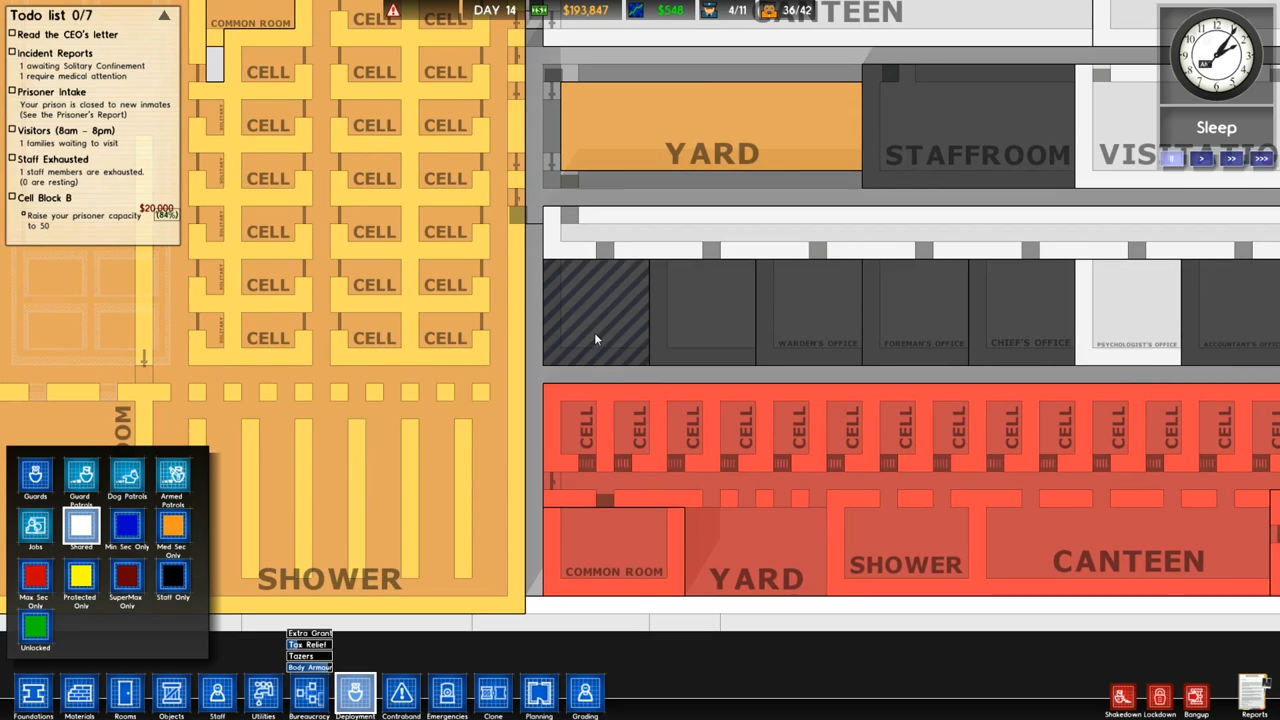 Todo list 0/7
Read the CEO's letter
Incident Reports
1 awaiting Solitary Confinement
1 require medical attention
Prisoner Intake
Your prison is closed to new inmates
(See the Prisoner's Report)
Visitors (8am - 8pm)
1 families waiting to visit
Staff Exhausted
1 staff members are exhausted.
(0 are resting)
Cell Block B
$20,000
Raise your prisoner capacity (84%)
to 50
DAY 14 $193,847 $548 4/11 36/42
CANTEEN
Sleep
COMMON ROOM
CELL
CELL CELL CELL
SOLITARY CELL CELL CELL
SOLITARY CELL CELL CELL
SOLITARY CELL CELL CELL
SOLITARY CELL CELL CELL
SOLITARY CELL CELL CELL
YARD STAFFROOM VISITATIO
WARDEN'S OFFICE FOREMAN'S OFFICE CHIEF'S OFFICE PSYCHOLOGIST'S OFFICE ACCOUNTANT'S OFFICE
CELL CELL CELL CELL CELL CELL CELL CELL CELL CELL CELL CELL CELL CELL
OOM
SHOWER
COMMON ROOM YARD SHOWER CANTEEN
Guards Guard Patrols Dog Patrols Armed Patrols
Jobs Shared Min Sec Only Med Sec Only
Max Sec Only Protected Only SuperMax Only Staff Only
Unlocked
Extra Grant
Tax Relief
Tazers
Body Armour
Foundations Materials Rooms Objects Staff Utilities Bureaucracy Deployment Contraband Emergencies Clone Planning Grading
Shakedown Lockdown Bangup Reports